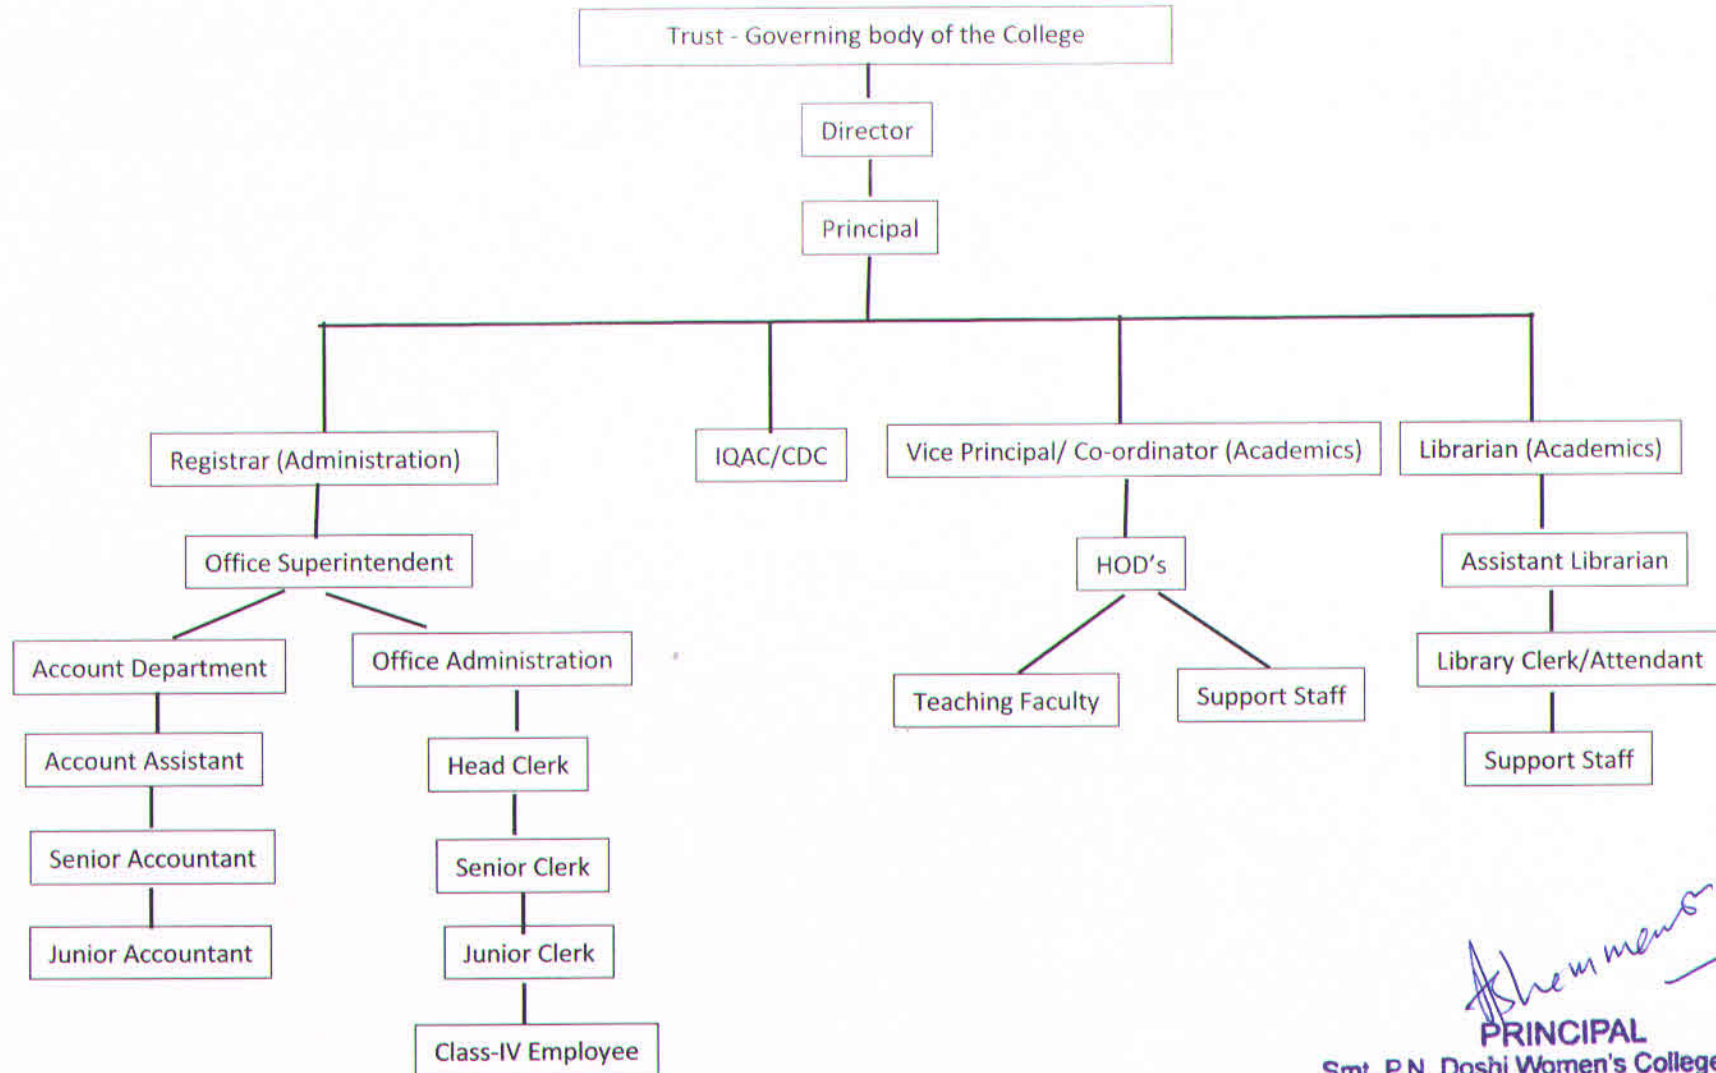 Trust - Governing body of the College
Director
Principal
Registrar (Administration)
IQAC/CDC
Vice Principal/ Co-ordinator (Academics)
Librarian (Academics)
Office Superintendent
HOD's
Assistant Librarian
Account Department
Office Administration
Teaching Faculty
Support Staff
Library Clerk/Attendant
Account Assistant
Head Clerk
Support Staff
Senior Accountant
Senior Clerk
Junior Accountant
Junior Clerk
Class-IV Employee
PRINCIPAL
Smt. P.N. Doshi Women's College